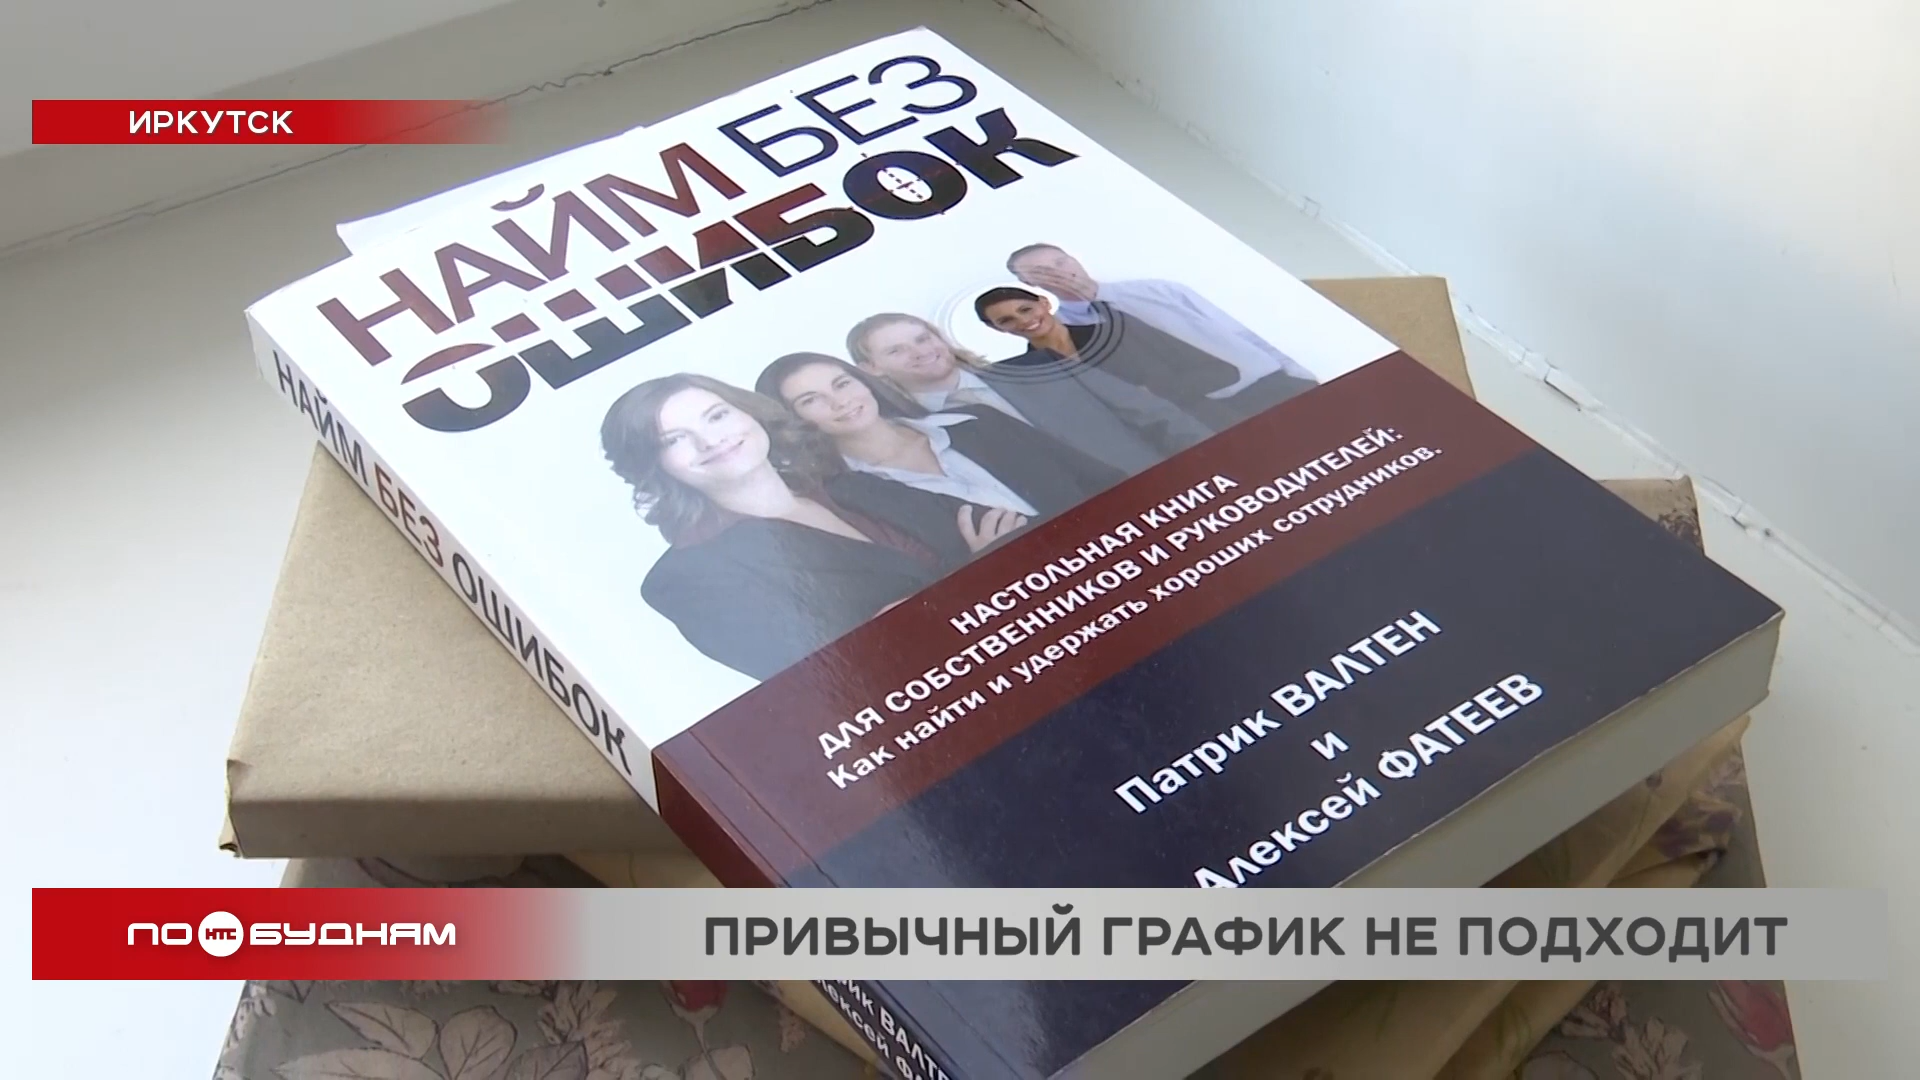 ИРКУТСК
НАЙМ БЕЗ
ОШИБОК
НАСТОЛЬНАЯ КНИГА
ДЛЯ СОБСТВЕННИКОВ И РУКОВОДИТЕЛЕЙ:
Как найти и удержать хороших сотрудников.
Патрик ВАЛТЕН
и
Алексей ФАТЕЕВ
НАЙМ БЕЗ ОШИБОК
ПО НТС БУДНЯМ
ПРИВЫЧНЫЙ ГРАФИК НЕ ПОДХОДИТ